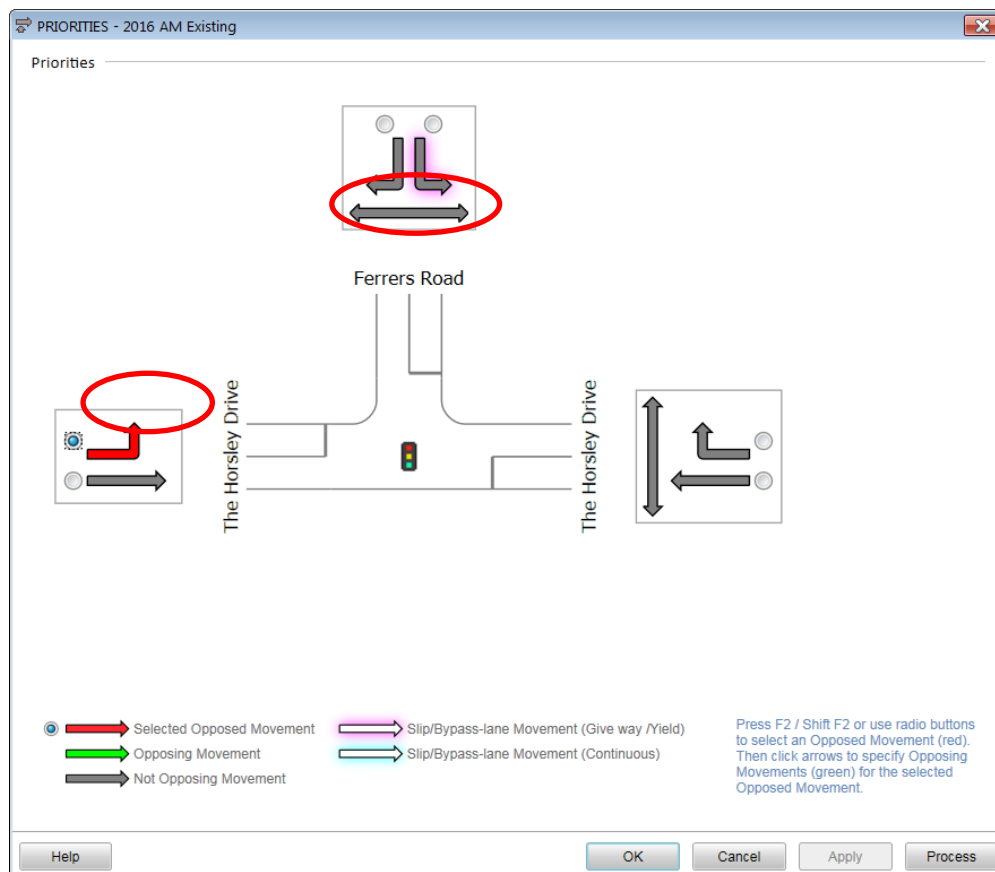 PRIORITIES - 2016 AM Existing
Priorities
Ferrers Road
The Horsley Drive
The Horsley Drive
Selected Opposed Movement
Opposing Movement
Not Opposing Movement
Slip/Bypass-lane Movement (Give way /Yield)
Slip/Bypass-lane Movement (Continuous)
Press F2 / Shift F2 or use radio buttons
to select an Opposed Movement (red).
Then click arrows to specify Opposing
Movements (green) for the selected
Opposed Movement.
Help
OK
Cancel
Apply
Process